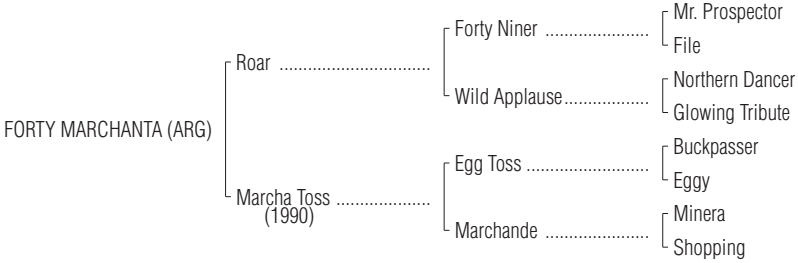 Mr. Prospector
Forty Niner ......................
File
Roar ................................
Northern Dancer
Wild Applause..................
Glowing Tribute
FORTY MARCHANTA (ARG)
Buckpasser
Egg Toss ..........................
Eggy
Marcha Toss ....................
(1990)
Minera
Marchande ......................
Shopping